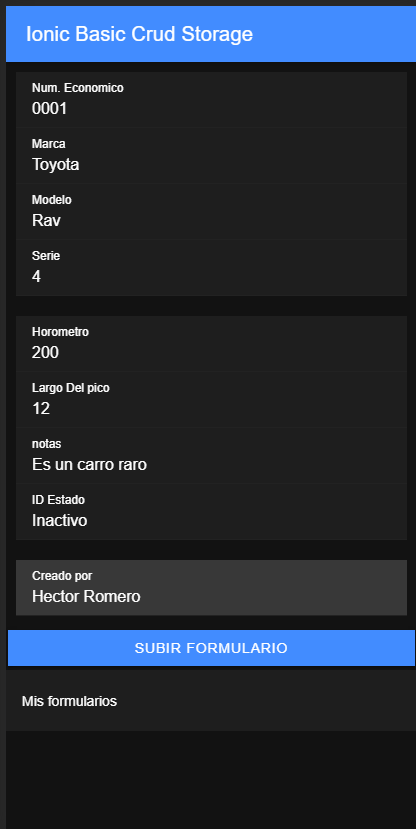 Ionic Basic Crud Storage
Num. Economico
0001
Marca
Toyota
Modelo
Rav
Serie
4
Horometro
200
Largo Del pico
12
notas
Es un carro raro
ID Estado
Inactivo
Creado por
Hector Romero
SUBIR FORMULARIO
Mis formularios